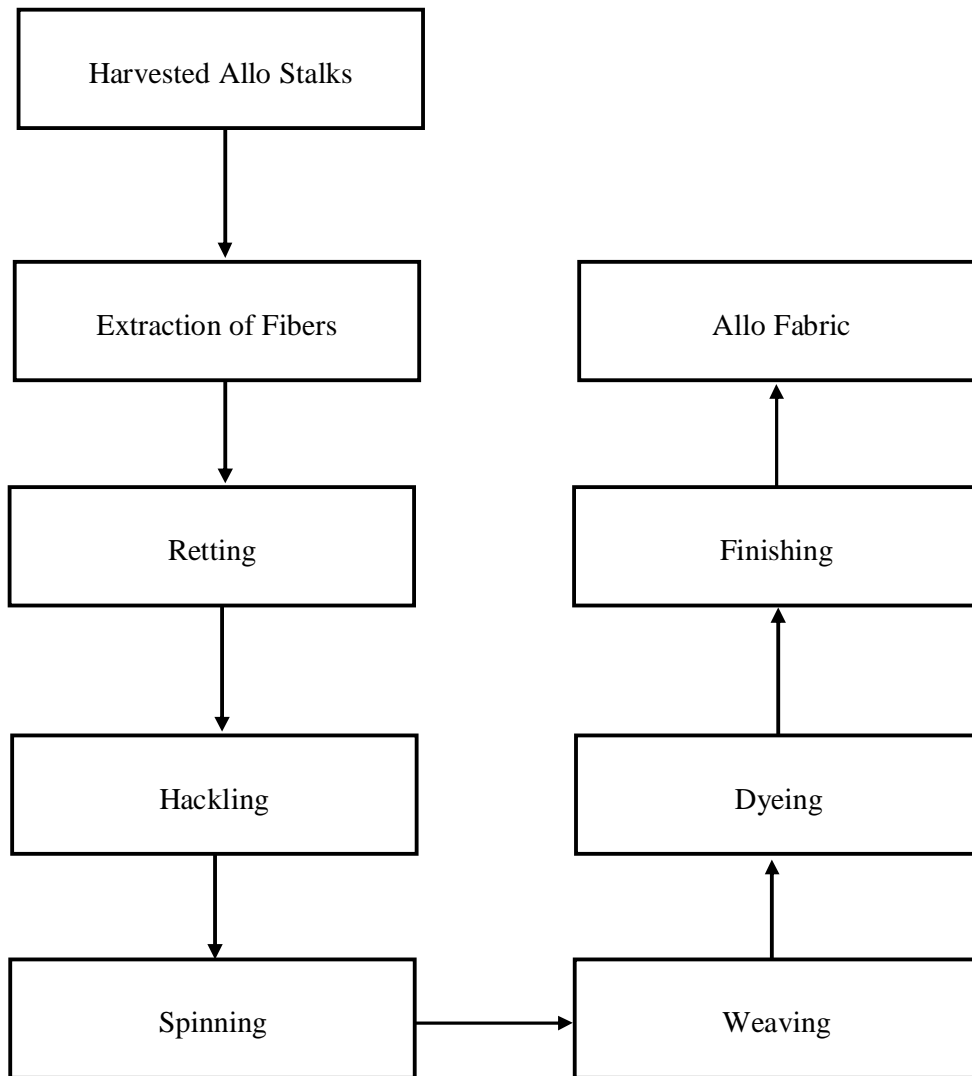 Harvested Allo Stalks
Extraction of Fibers
Retting
Hackling
Spinning
Weaving
Dyeing
Finishing
Allo Fabric